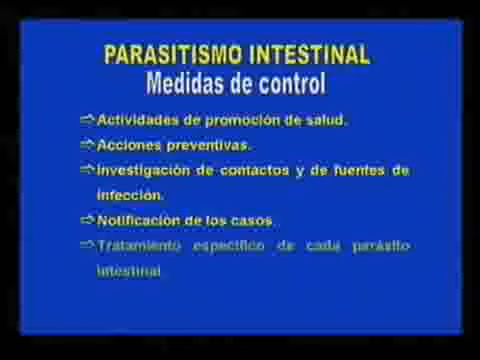 PARASITISMO INTESTINAL
Medidas de control
⇨Actividades de promoción de salud.
⇨Acciones preventivas.
⇨Investigación de contactos y de fuentes de
infección.
⇨Notificación de los casos
⇨Tratamiento específico de cada parásito
intestinal